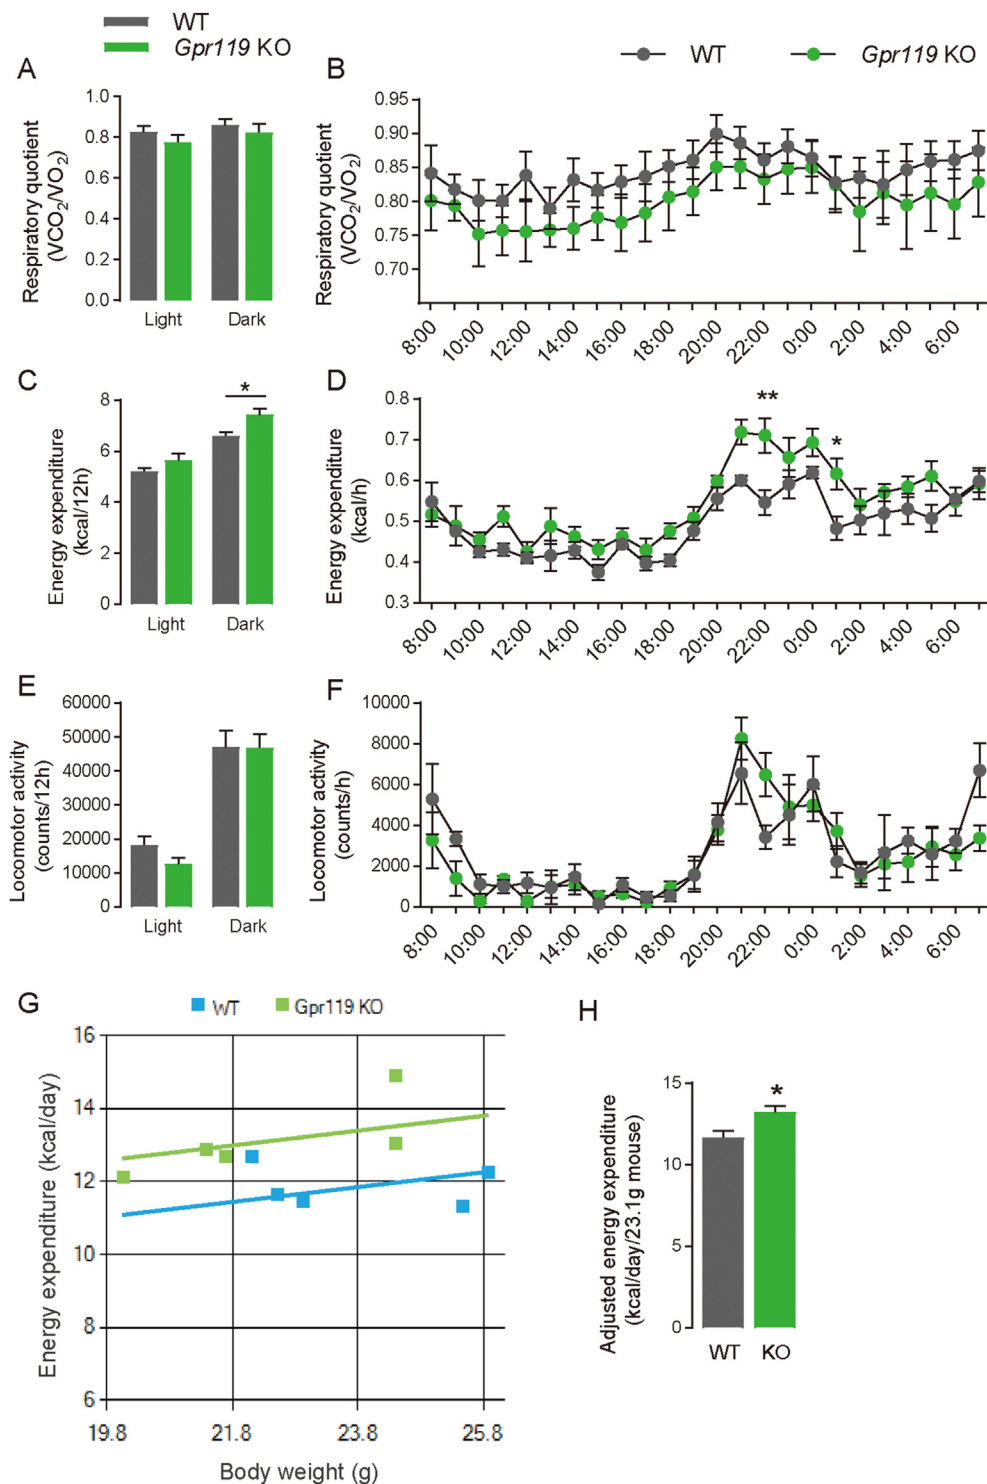 WT
Gpr119 KO
A
Respiratory quotient
(VCO2/VO2)
1.0
0.8
0.6
0.4
0.2
0.0
Light
Dark
B
WT
Gpr119 KO
Respiratory quotient
(VCO2/VO2)
0.95
0.90
0.85
0.80
0.75
0.70
8:00
10:00
12:00
14:00
16:00
18:00
20:00
22:00
0:00
2:00
4:00
6:00
C
Energy expenditure
(kcal/12h)
8
6
4
2
0
*
Light
Dark
D
Energy expenditure
(kcal/h)
0.8
0.7
0.6
0.5
0.4
0.3
**
*
8:00
10:00
12:00
14:00
16:00
18:00
20:00
22:00
0:00
2:00
4:00
6:00
E
Locomotor activity
(counts/12h)
60000
50000
40000
30000
20000
10000
0
Light
Dark
F
Locomotor activity
(counts/h)
10000
8000
6000
4000
2000
0
8:00
10:00
12:00
14:00
16:00
18:00
20:00
22:00
0:00
2:00
4:00
6:00
G
WT
Gpr119 KO
Energy expenditure (kcal/day)
16
14
12
10
8
6
19.8
21.8
23.8
25.8
Body weight (g)
H
Adjusted energy expenditure
(kcal/day/23.1g mouse)
15
10
5
0
*
WT
KO